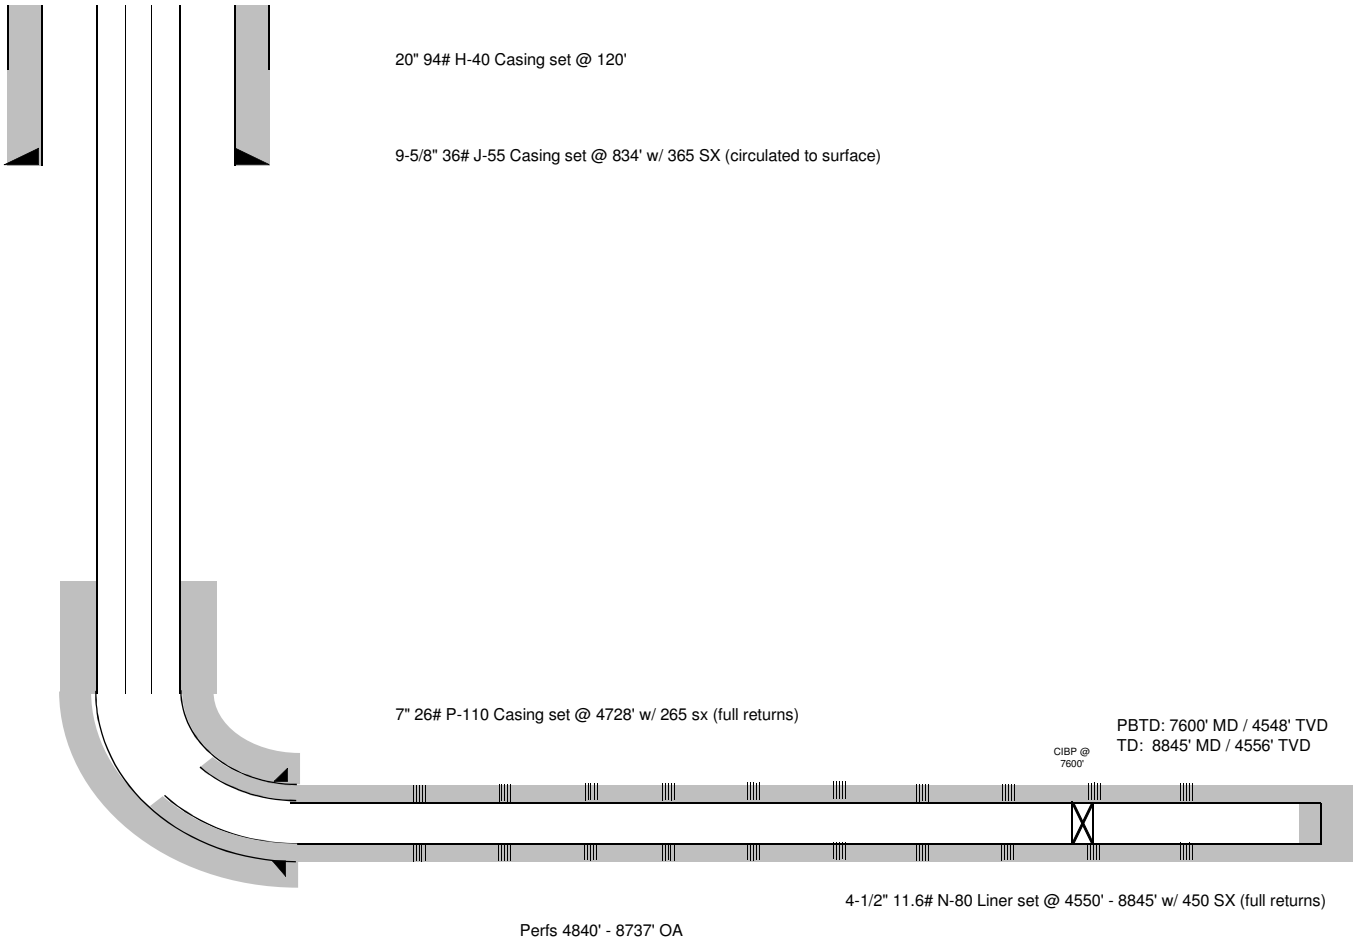 20" 94# H-40 Casing set @ 120'
9-5/8" 36# J-55 Casing set @ 834' w/ 365 SX (circulated to surface)
7" 26# P-110 Casing set @ 4728' w/ 265 sx (full returns)
PBTD: 7600' MD / 4548' TVD
TD: 8845' MD / 4556' TVD
CIBP @
7600'
4-1/2" 11.6# N-80 Liner set @ 4550' - 8845' w/ 450 SX (full returns)
Perfs 4840' - 8737' OA